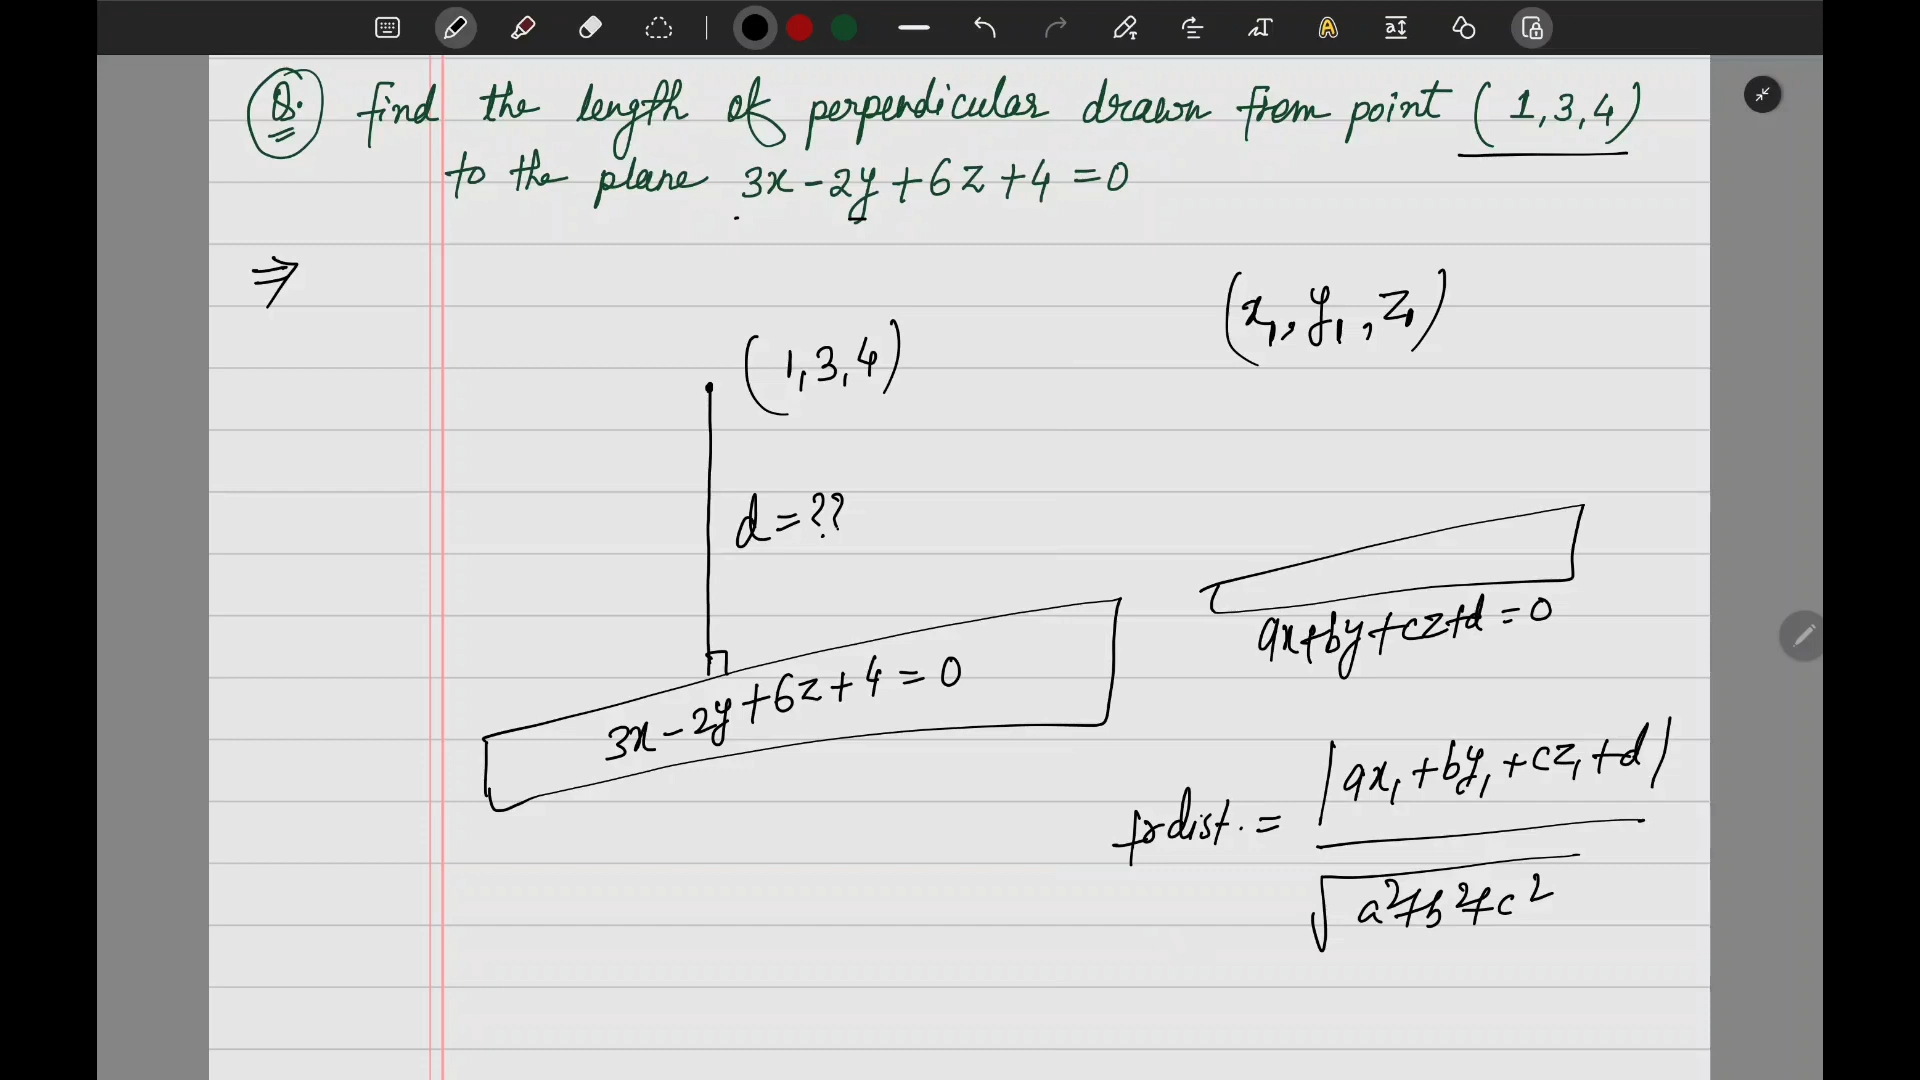 Q. find the length of perpendicular drawn from point (1,3,4)
to the plane 3x-2y+6z+4=0
⇒
(x₁, y₁, z₁)
(1,3,4)
d=??
ax+by+cz+d=0
3x-2y+6z+4=0
dist. = |ax₁+by₁+cz₁+d|
√a²+b²+c²